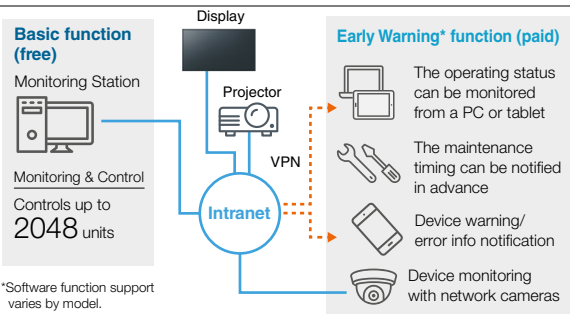 Basic function
(free)
Monitoring Station
Monitoring & Control
Controls up to
2048 units
*Software function support
varies by model.
Display
Projector
VPN
Intranet
Early Warning* function (paid)
The operating status
can be monitored
from a PC or tablet
The maintenance
timing can be notified
in advance
Device warning/
error info notification
Device monitoring
with network cameras